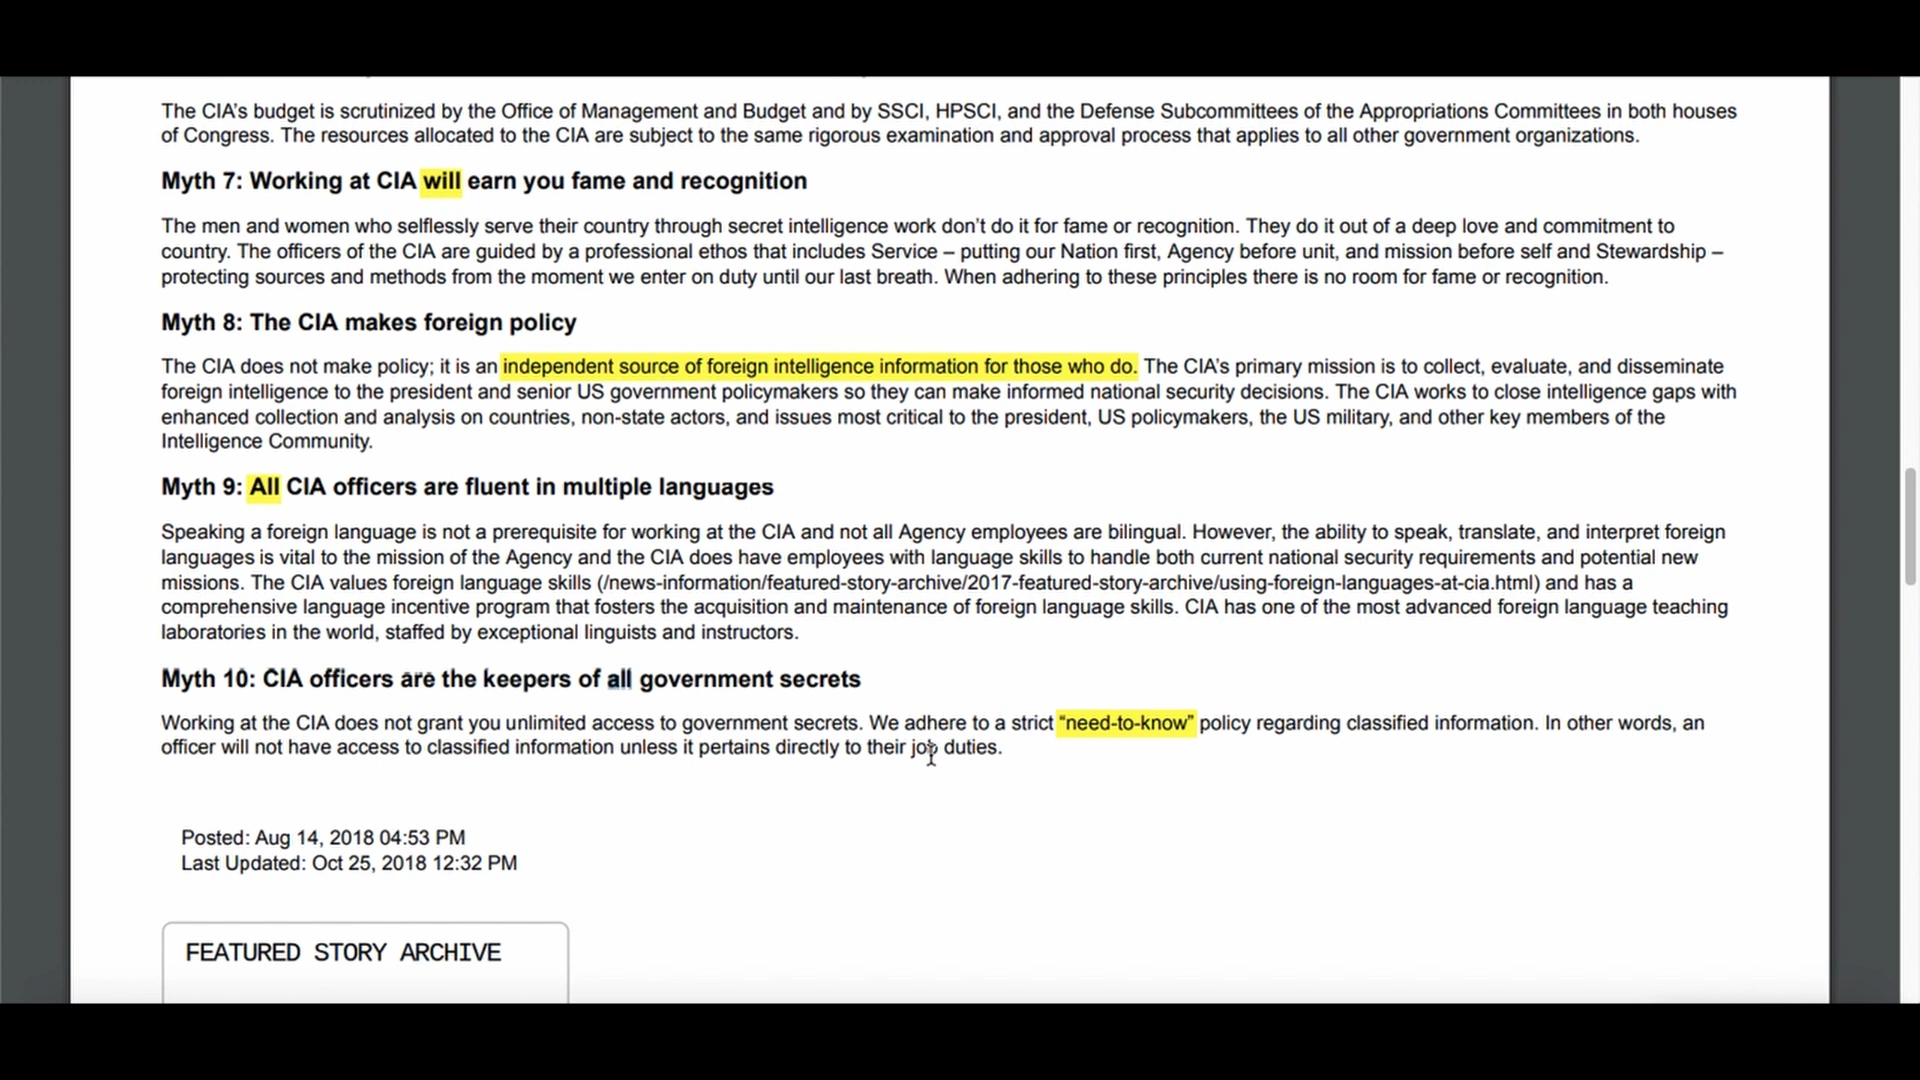 The CIA’s budget is scrutinized by the Office of Management and Budget and by SSCI, HPSCI, and the Defense Subcommittees of the Appropriations Committees in both houses
of Congress. The resources allocated to the CIA are subject to the same rigorous examination and approval process that applies to all other government organizations.
Myth 7: Working at CIA will earn you fame and recognition
The men and women who selflessly serve their country through secret intelligence work don’t do it for fame or recognition. They do it out of a deep love and commitment to
country. The officers of the CIA are guided by a professional ethos that includes Service – putting our Nation first, Agency before unit, and mission before self and Stewardship –
protecting sources and methods from the moment we enter on duty until our last breath. When adhering to these principles there is no room for fame or recognition.
Myth 8: The CIA makes foreign policy
The CIA does not make policy; it is an independent source of foreign intelligence information for those who do. The CIA’s primary mission is to collect, evaluate, and disseminate
foreign intelligence to the president and senior US government policymakers so they can make informed national security decisions. The CIA works to close intelligence gaps with
enhanced collection and analysis on countries, non-state actors, and issues most critical to the president, US policymakers, the US military, and other key members of the
Intelligence Community.
Myth 9: All CIA officers are fluent in multiple languages
Speaking a foreign language is not a prerequisite for working at the CIA and not all Agency employees are bilingual. However, the ability to speak, translate, and interpret foreign
languages is vital to the mission of the Agency and the CIA does have employees with language skills to handle both current national security requirements and potential new
missions. The CIA values foreign language skills (/news-information/featured-story-archive/2017-featured-story-archive/using-foreign-languages-at-cia.html) and has a
comprehensive language incentive program that fosters the acquisition and maintenance of foreign language skills. CIA has one of the most advanced foreign language teaching
laboratories in the world, staffed by exceptional linguists and instructors.
Myth 10: CIA officers are the keepers of all government secrets
Working at the CIA does not grant you unlimited access to government secrets. We adhere to a strict “need-to-know” policy regarding classified information. In other words, an
officer will not have access to classified information unless it pertains directly to their job duties.
Posted: Aug 14, 2018 04:53 PM
Last Updated: Oct 25, 2018 12:32 PM
FEATURED STORY ARCHIVE